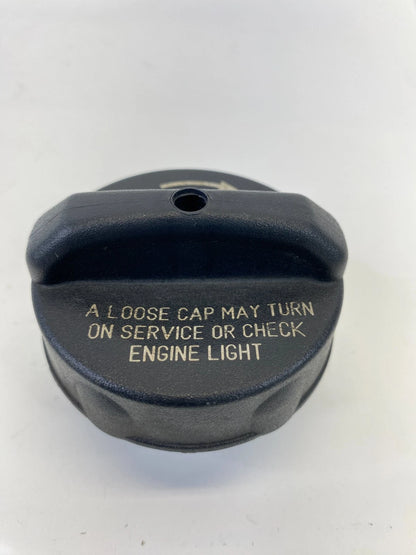 A LOOSE CAP MAY TURN
ON SERVICE OR CHECK
ENGINE LIGHT